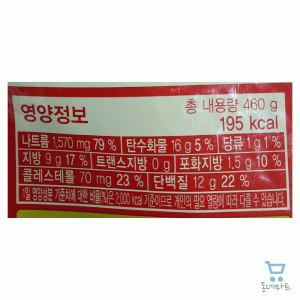 영양정보
총 내용량 460 g
195 kcal
나트륨 1,570 mg 79 % 탄수화물 16 g 5 % 당류 1 g 1 %
지방 9 g 17 % 트랜스지방 0 g 포화지방 1.5 g 10 %
콜레스테롤 70 mg 23 % 단백질 12 g 22 %
1일 영양성분 기준치에 대한 비율(%)은 2,000 kcal 기준이므로 개인의 필요 열량에 따라 다를 수 있습니다.
동네마트